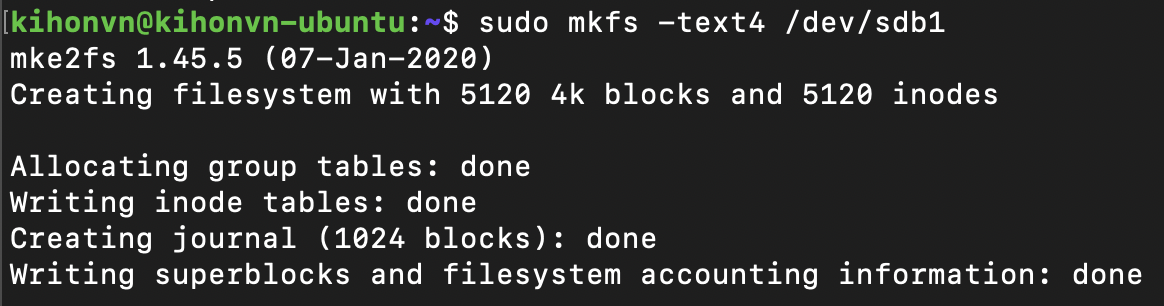 [kihonvn@kihonvn-ubuntu:~$ sudo mkfs -text4 /dev/sdb1
mke2fs 1.45.5 (07-Jan-2020)
Creating filesystem with 5120 4k blocks and 5120 inodes
Allocating group tables: done
Writing inode tables: done
Creating journal (1024 blocks): done
Writing superblocks and filesystem accounting information: done